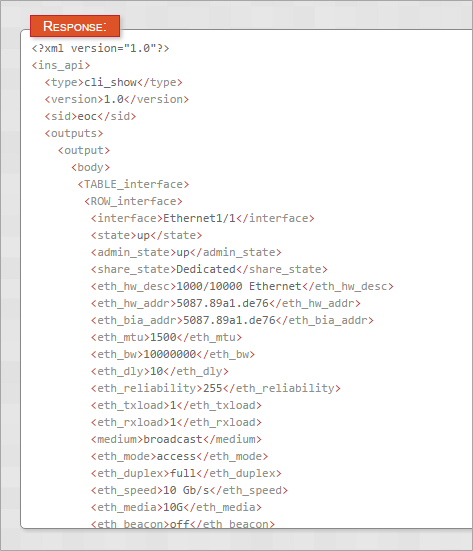 RESPONSE:
<?xml version="1.0"?>
<ins_api>
<type>cli_show</type>
<version>1.0</version>
<sid>eoc</sid>
<outputs>
<output>
<body>
<TABLE_interface>
<ROW_interface>
<interface>Ethernet1/1</interface>
<state>up</state>
<admin_state>up</admin_state>
<share_state>Dedicated</share_state>
<eth_hw_desc>1000/10000 Ethernet</eth_hw_desc>
<eth_hw_addr>5087.89a1.de76</eth_hw_addr>
<eth_bia_addr>5087.89a1.de76</eth_bia_addr>
<eth_mtu>1500</eth_mtu>
<eth_bw>10000000</eth_bw>
<eth_dly>10</eth_dly>
<eth_reliability>255</eth_reliability>
<eth_txload>1</eth_txload>
<eth_rxload>1</eth_rxload>
<medium>broadcast</medium>
<eth_mode>access</eth_mode>
<eth_duplex>full</eth_duplex>
<eth_speed>10 Gb/s</eth_speed>
<eth_media>10G</eth_media>
<eth_beacon>off</eth_beacon>